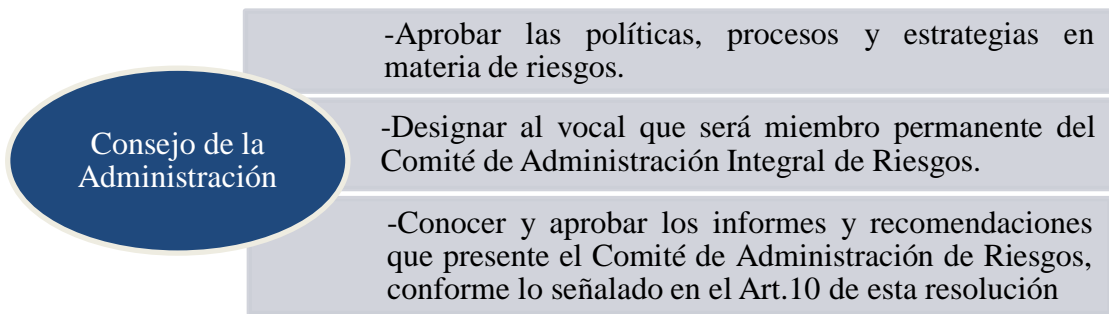 Consejo de la
Administración
-Aprobar las políticas, procesos y estrategias en
materia de riesgos.
-Designar al vocal que será miembro permanente del
Comité de Administración Integral de Riesgos.
-Conocer y aprobar los informes y recomendaciones
que presente el Comité de Administración de Riesgos,
conforme lo señalado en el Art.10 de esta resolución